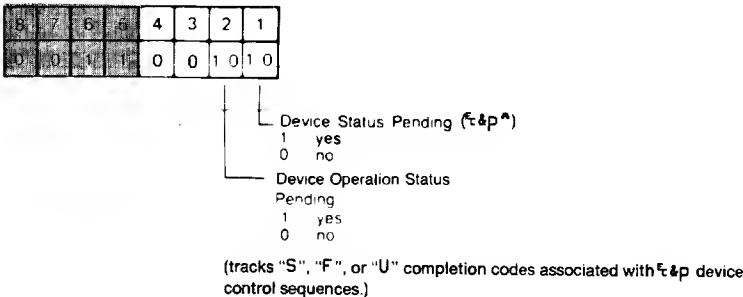 8 7 6 5 4 3 2 1
0 0 1 1 0 0 1 0 1 0
Device Status Pending (ᴱc&p^)
1 yes
0 no
Device Operation Status
Pending
1 yes
0 no
(tracks "S", "F", or "U" completion codes associated with ᴱc&p device
control sequences.)